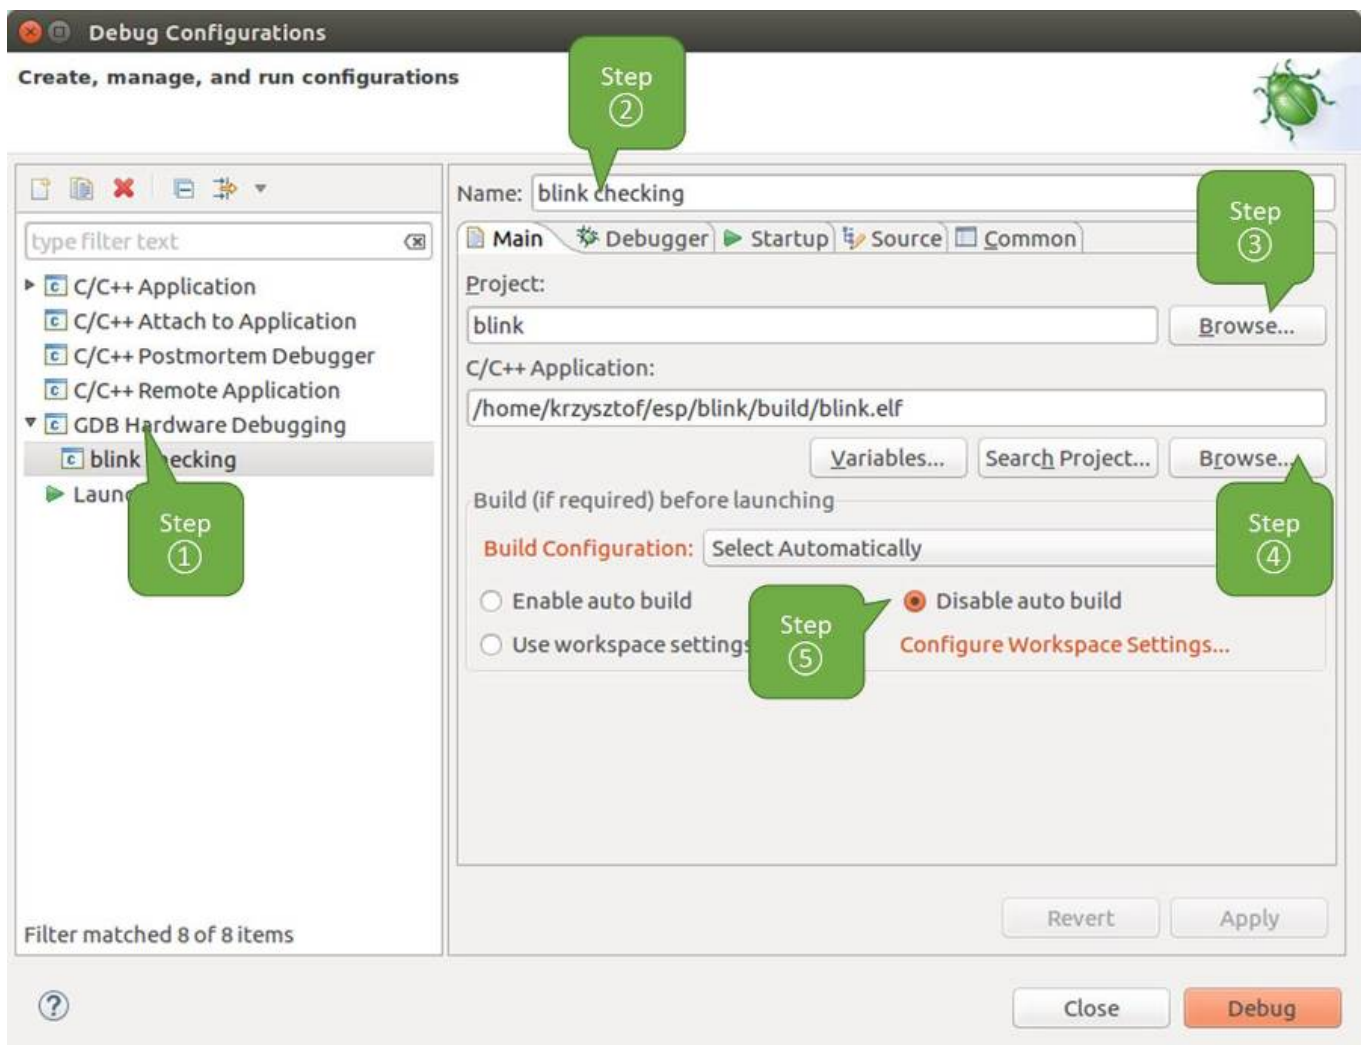 Debug Configurations
Create, manage, and run configurations
Step
②
Name: blink checking
Step
③
type filter text
Main Debugger Startup Source Common
C/C++ Application
C/C++ Attach to Application
C/C++ Postmortem Debugger
C/C++ Remote Application
GDB Hardware Debugging
blink checking
Step
①
Project:
blink Browse...
C/C++ Application:
/home/krzysztof/esp/blink/build/blink.elf
Variables... Search Project... Browse...
Step
④
Build (if required) before launching
Build Configuration: Select Automatically
Enable auto build
Step
⑤
Disable auto build
Use workspace settings
Configure Workspace Settings...
Revert Apply
Filter matched 8 of 8 items
Close Debug